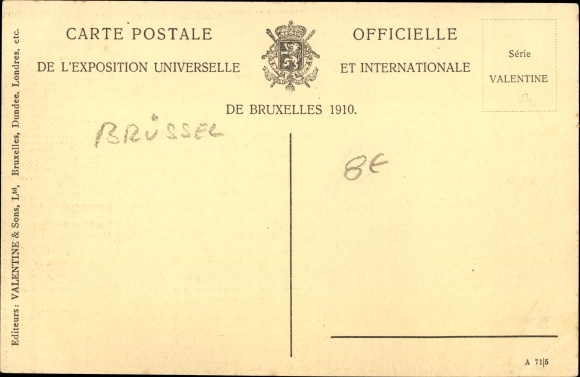 CARTE POSTALE OFFICIELLE
DE L'EXPOSITION UNIVERSELLE ET INTERNATIONALE
DE BRUXELLES 1910.
Série
VALENTINE
BRÜSSEL
8€
Editeurs: VALENTINE & Sons, Ltd, Bruxelles, Dundee, Londres, etc.
A 71|5